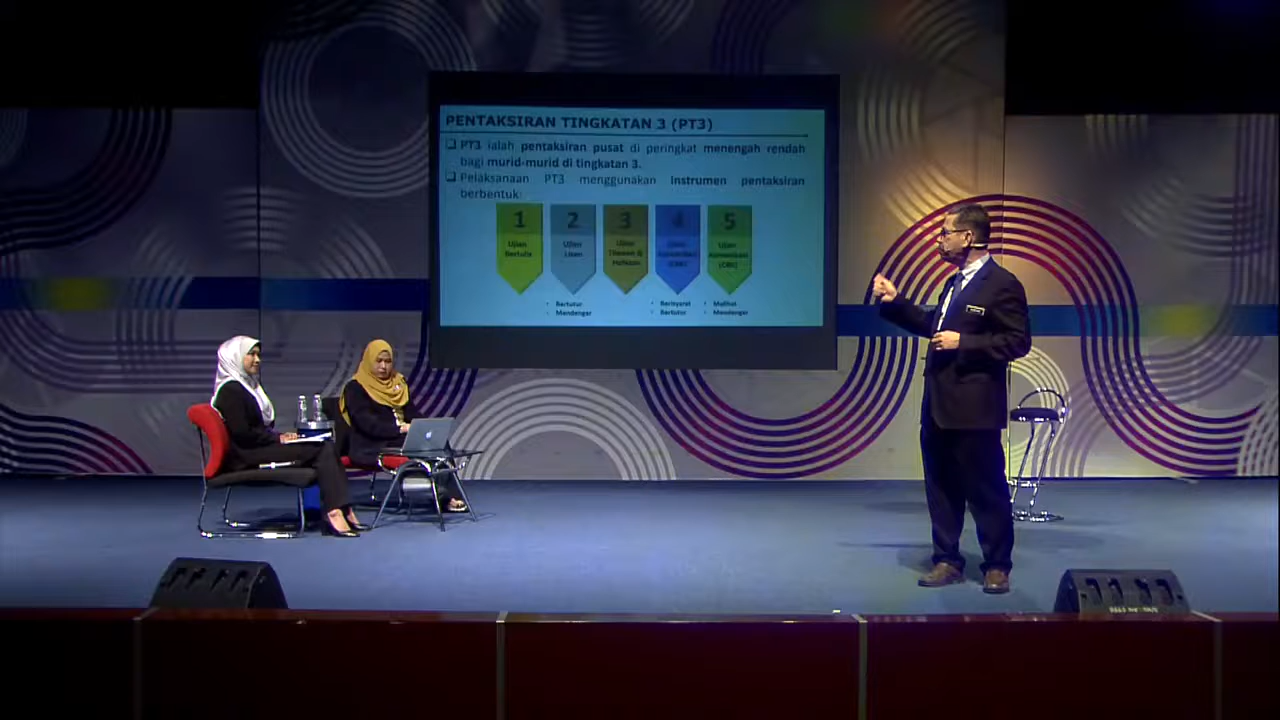 PENTAKSIRAN TINGKATAN 3 (PT3)
❑ PT3 ialah pentaksiran pusat di peringkat menengah rendah
bagi murid-murid di tingkatan 3.
❑ Pelaksanaan PT3 menggunakan instrumen pentaksiran
berbentuk:
1 2 3 4 5
Ujian
Bertulis
Ujian
Lisan
Ujian
Ujian
• Bertutur
• Mendengar
• Bertutur
• Melihat
• Mendengar